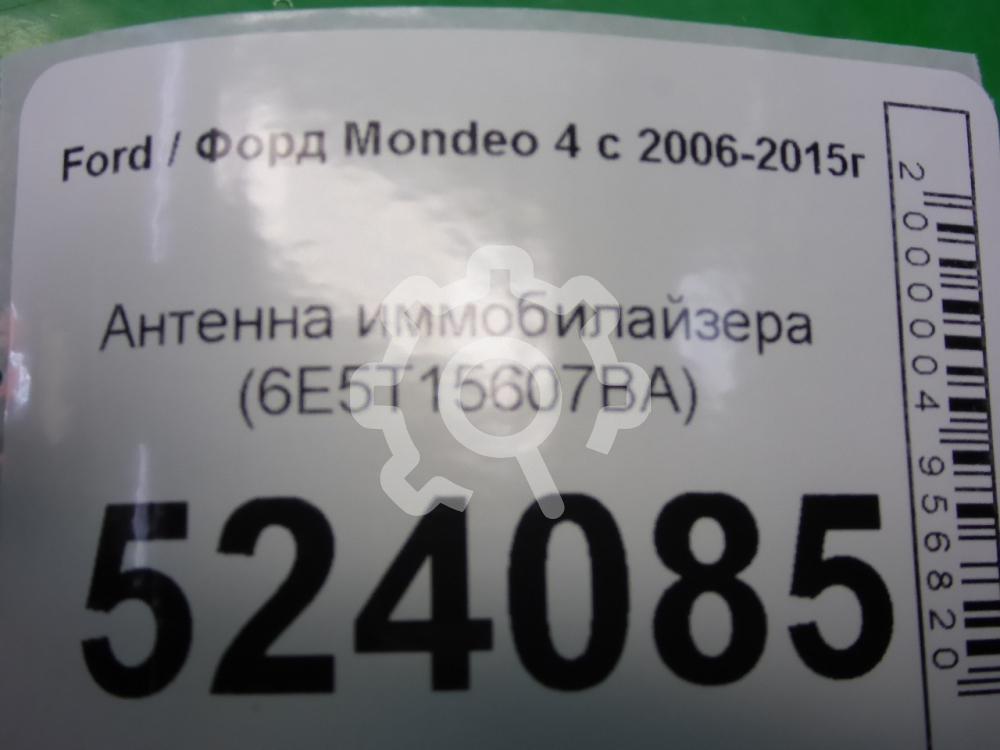 Ford / Форд Mondeo 4 с 2006-2015г
Антенна иммобилайзера
(6E5T15607BA)
524085
2000004956820